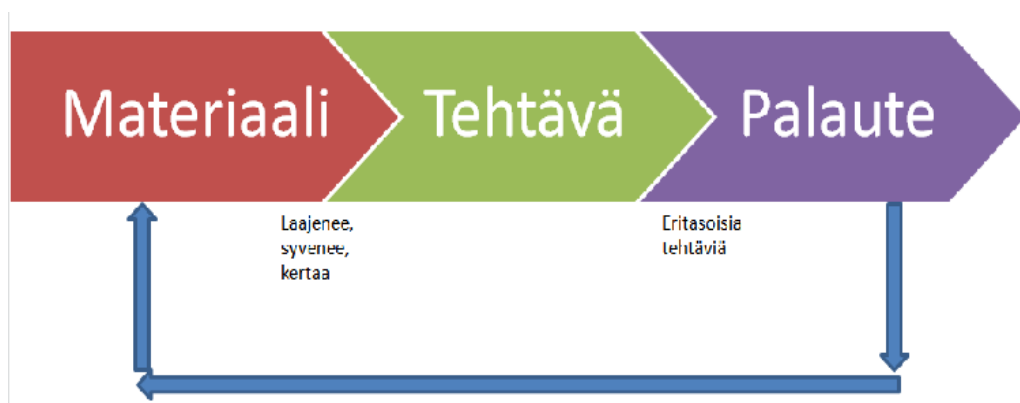 Materiaali
Tehtävä
Palaute
Laajenee,
syvenee,
kertaa
Eritasoisia
tehtäviä